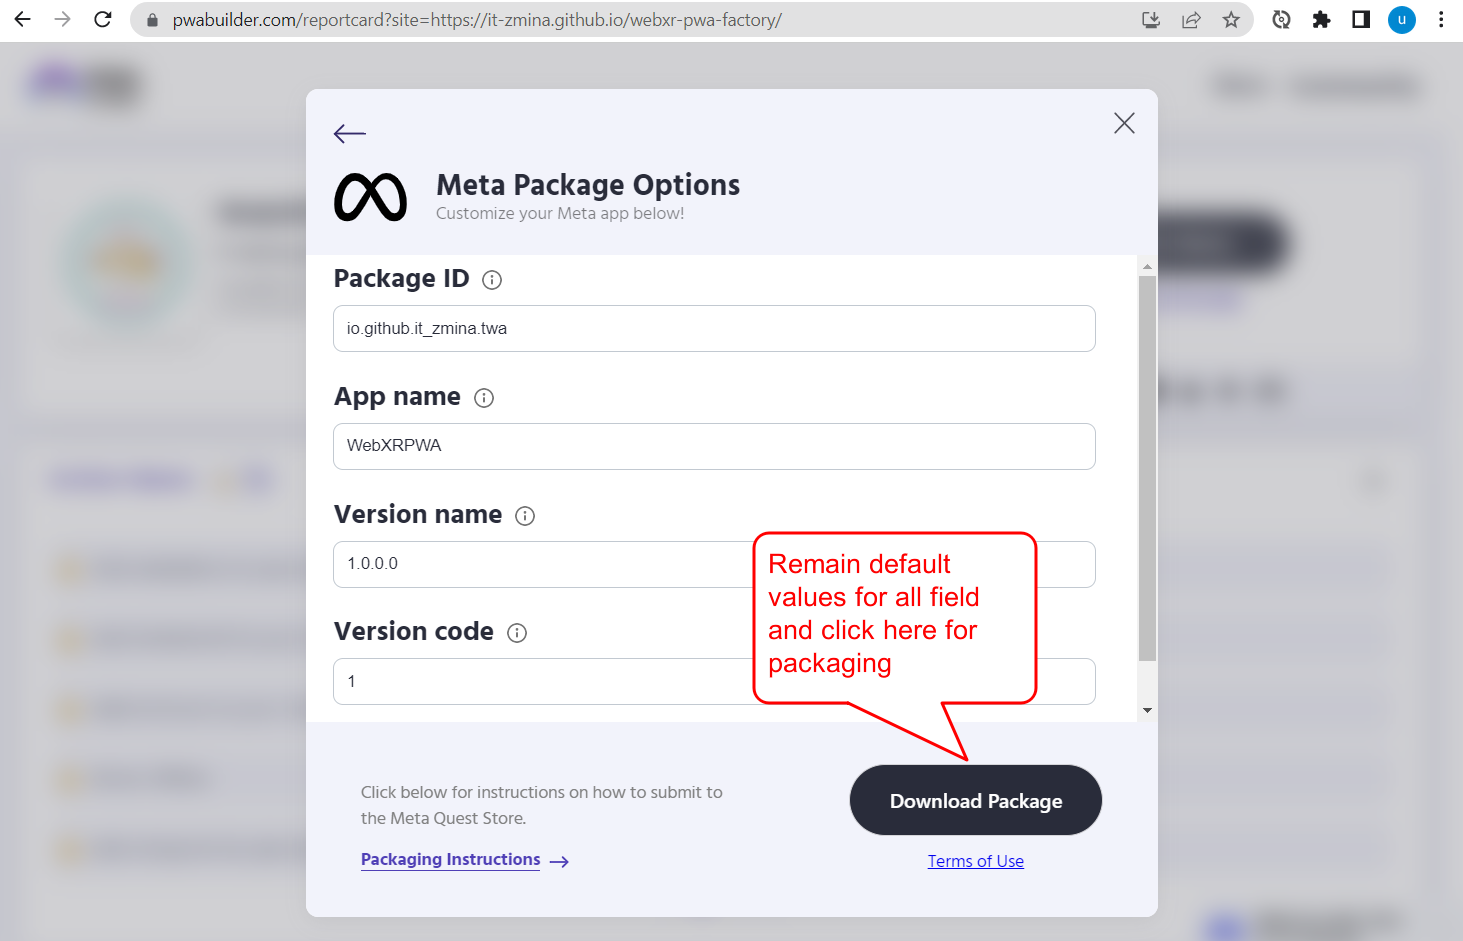 pwabuilder.com/reportcard?site=https://it-zmina.github.io/webxr-pwa-factory/
u
Meta Package Options
Customize your Meta app below!
Package ID
io.github.it_zmina.twa
App name
WebXRPWA
Version name
1.0.0.0
Version code
1
Remain default
values for all field
and click here for
packaging
Click below for instructions on how to submit to
the Meta Quest Store.
Packaging Instructions
Download Package
Terms of Use